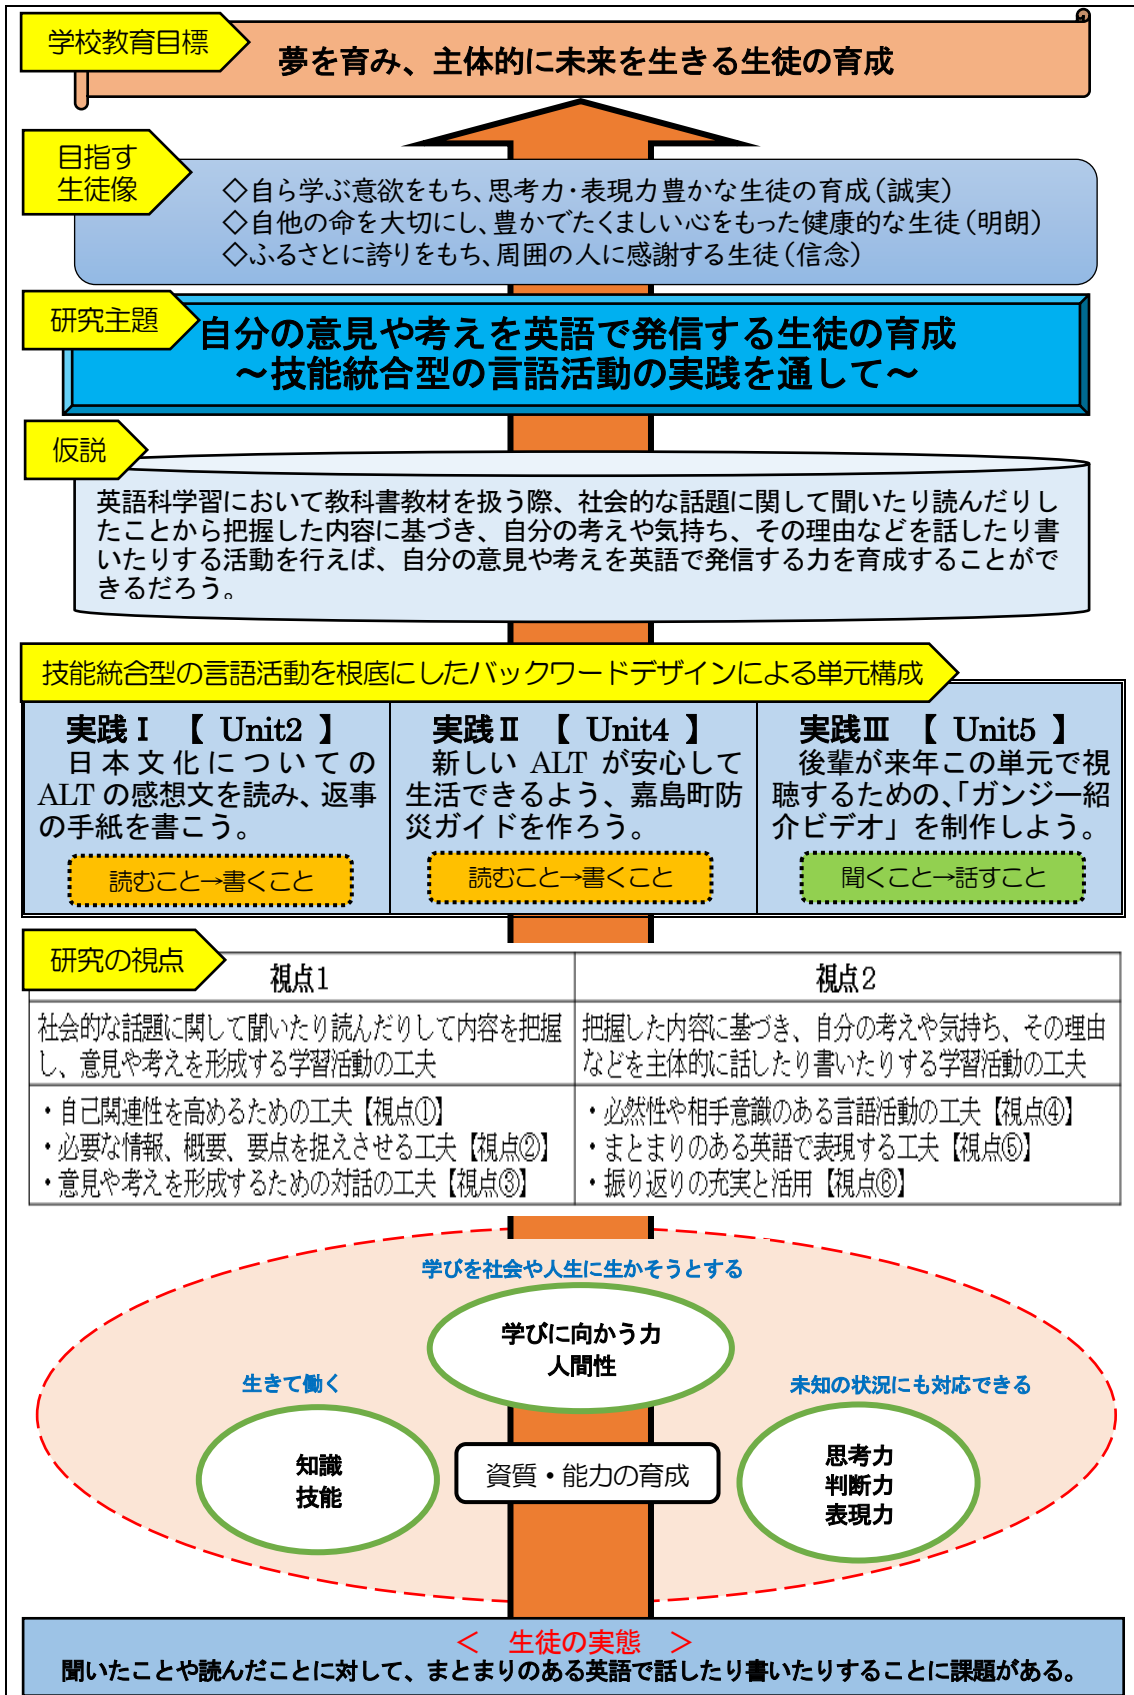 学校教育目標
夢を育み、主体的に未来を生きる生徒の育成
目指す
生徒像
◇自ら学ぶ意欲をもち、思考力・表現力豊かな生徒の育成（誠実）
◇自他の命を大切にし、豊かでたくましい心をもった健康的な生徒（明朗）
◇ふるさとに誇りをもち、周囲の人に感謝する生徒（信念）
研究主題
自分の意見や考えを英語で発信する生徒の育成
～技能統合型の言語活動の実践を通して～
仮説
英語科学習において教科書教材を扱う際、社会的な話題に関して聞いたり読んだりし
たことから把握した内容に基づき、自分の考えや気持ち、その理由などを話したり書
いたりする活動を行えば、自分の意見や考えを英語で発信する力を育成することがで
きるだろう。
技能統合型の言語活動を根底にしたバックワードデザインによる単元構成
実践Ⅰ 【 Unit2 】
日本文化についての
ALT の感想文を読み、返事
の手紙を書こう。
読むこと→書くこと
実践Ⅱ 【 Unit4 】
新しい ALT が安心して
生活できるよう、嘉島町防
災ガイドを作ろう。
読むこと→書くこと
実践Ⅲ 【 Unit5 】
後輩が来年この単元で視
聴するための、「ガンジー紹
介ビデオ」を制作しよう。
聞くこと→話すこと
研究の視点
視点1
視点2
社会的な話題に関して聞いたり読んだりして内容を把握
し、意見や考えを形成する学習活動の工夫
把握した内容に基づき、自分の考えや気持ち、その理由
などを主体的に話したり書いたりする学習活動の工夫
・自己関連性を高めるための工夫【視点①】
・必要な情報、概要、要点を捉えさせる工夫【視点②】
・意見や考えを形成するための対話の工夫【視点③】
・必然性や相手意識のある言語活動の工夫【視点④】
・まとまりのある英語で表現する工夫【視点⑤】
・振り返りの充実と活用【視点⑥】
学びを社会や人生に生かそうとする
学びに向かう力
人間性
生きて働く
知識
技能
資質・能力の育成
未知の状況にも対応できる
思考力
判断力
表現力
＜ 生徒の実態 ＞
聞いたことや読んだことに対して、まとまりのある英語で話したり書いたりすることに課題がある。